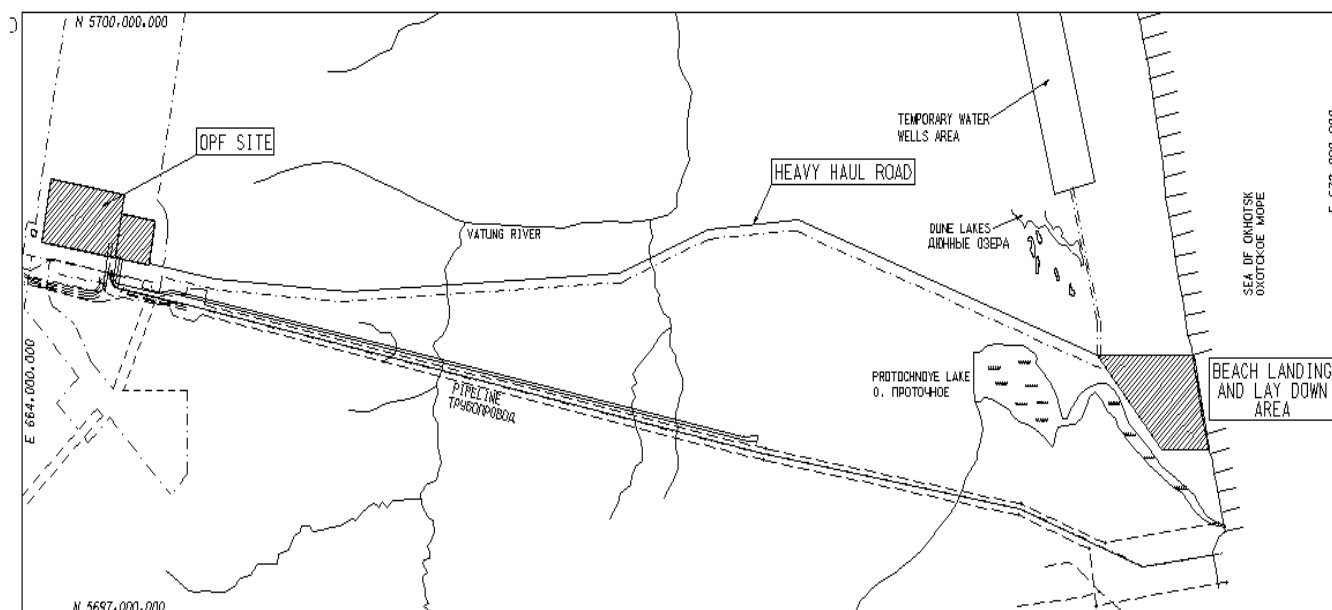 N 5700,000.000
OPF SITE
TEMPORARY WATER
WELLS AREA
HEAVY HAUL ROAD
VATUNG RIVER
DUNE LAKES
ДЮННЫЕ ОЗЕРА
SEA OF OKHOTSK
ОХОТСКОЕ МОРЕ
E 664,000.000
PROTOCHNOYE LAKE
О. ПРОТОЧНОЕ
BEACH LANDING
AND LAY DOWN
AREA
PIPELINE
ТРУБОПРОВОД
N 5697,000.000